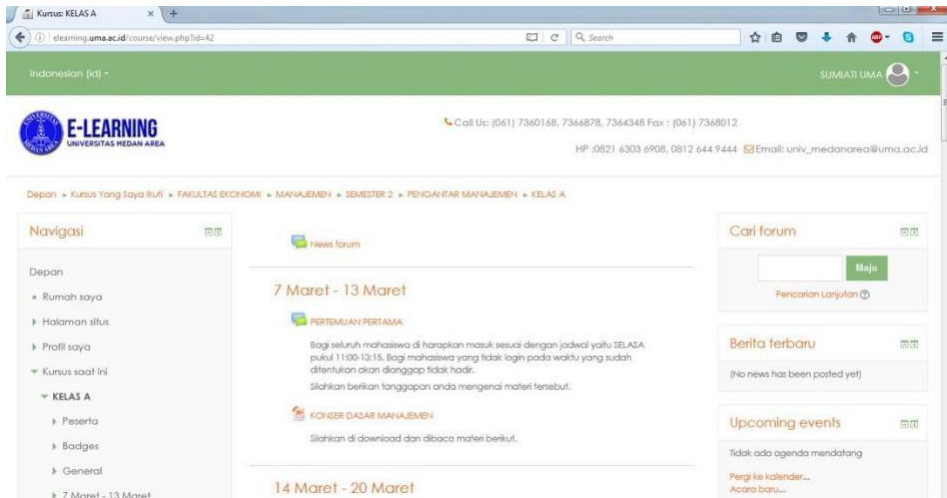 Kursus: KELAS A
elearning.uma.ac.id/course/view.php?id=42
Search
Indonesian (id)
SUMIATI UMA
E-LEARNING
UNIVERSITAS MEDAN AREA
Call Us: (061) 7360168, 7366878, 7364348 Fax : (061) 7368012
HP :0821 6303 6908, 0812 644 9444 Email: univ_medanarea@uma.ac.id
Depan ► Kursus Yang Saya Ikuti ► FAKULTAS EKONOMI ► MANAJEMEN ► SEMESTER 2 ► PENGANTAR MANAJEMEN ► KELAS A
Navigasi
Depan
Rumah saya
Halaman situs
Profil saya
Kursus saat ini
KELAS A
Peserta
Badges
General
7 Maret - 13 Maret
News forum
7 Maret - 13 Maret
PERTEMUAN PERTAMA
Bagi seluruh mahasiswa di harapkan masuk sesuai dengan jadwal yaitu SELASA
pukul 11:00-13:15. Bagi mahasiswa yang tidak login pada waktu yang sudah
ditentukan akan dianggap tidak hadir.
Silahkan berikan tanggapan anda mengenai materi tersebut.
KONSER DASAR MANAJEMEN
Silahkan di download dan dibaca materi berikut.
14 Maret - 20 Maret
Cari forum
Maju
Pencarian Lanjutan
Berita terbaru
(No news has been posted yet)
Upcoming events
Tidak ada agenda mendatang
Pergi ke kalender...
Acara baru...